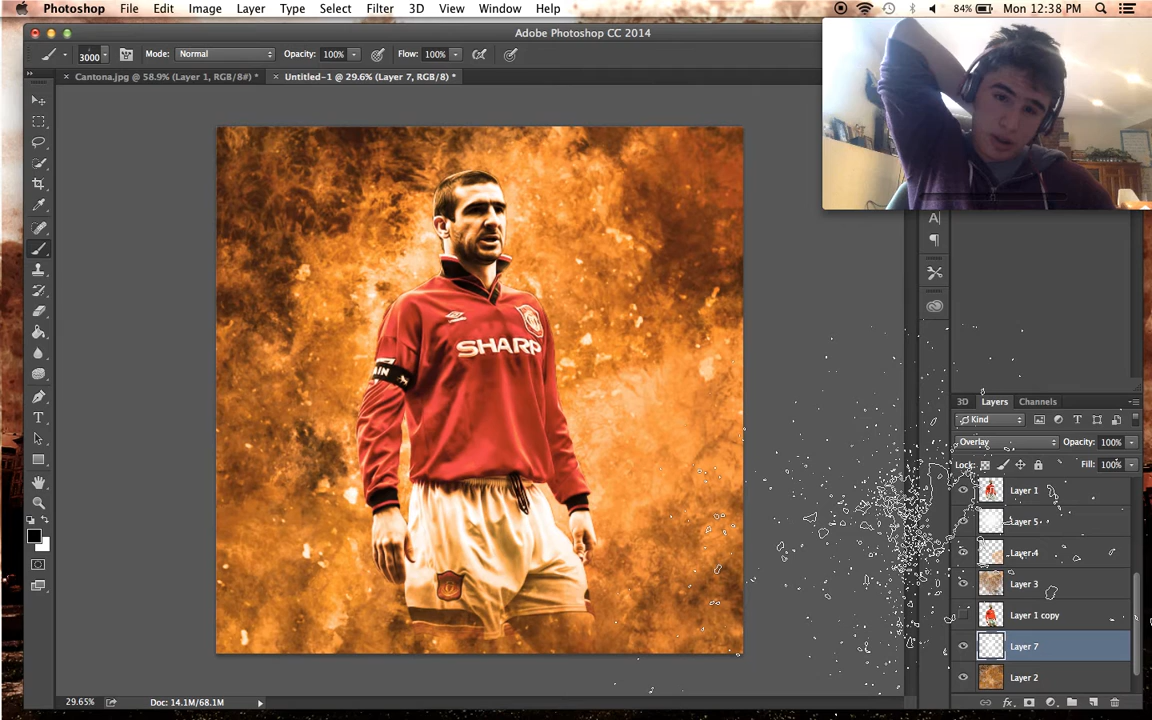 Photoshop File Edit Image Layer Type Select Filter 3D View Window Help 84% Mon 12:38 PM
Adobe Photoshop CC 2014
3000 Mode: Normal Opacity: 100% Flow: 100%
× Cantona.jpg @ 58.9% (Layer 1, RGB/8#) * × Untitled-1 @ 29.6% (Layer 7, RGB/8) *
SHARP
3D Layers Channels
Kind
Overlay Opacity: 100%
Lock: Fill: 100%
Layer 1
Layer 5
Layer 4
Layer 3
Layer 1 copy
Layer 7
Layer 2
29.65% Doc: 14.1M/68.1M